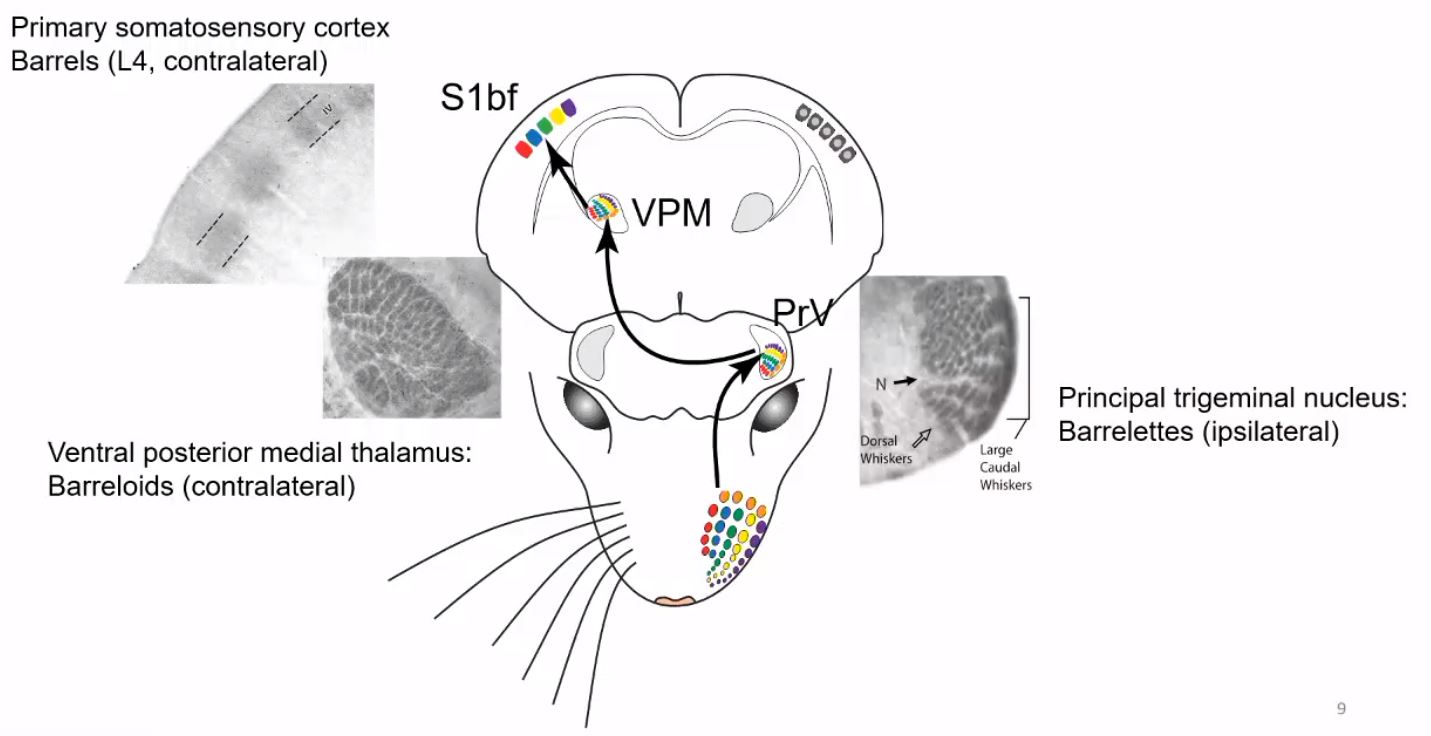 Primary somatosensory cortex
Barrels (L4, contralateral)
IV
S1bf
VPM
PrV
N
Dorsal
Whiskers
Large
Caudal
Whiskers
Principal trigeminal nucleus:
Barrelettes (ipsilateral)
Ventral posterior medial thalamus:
Barreloids (contralateral)
9